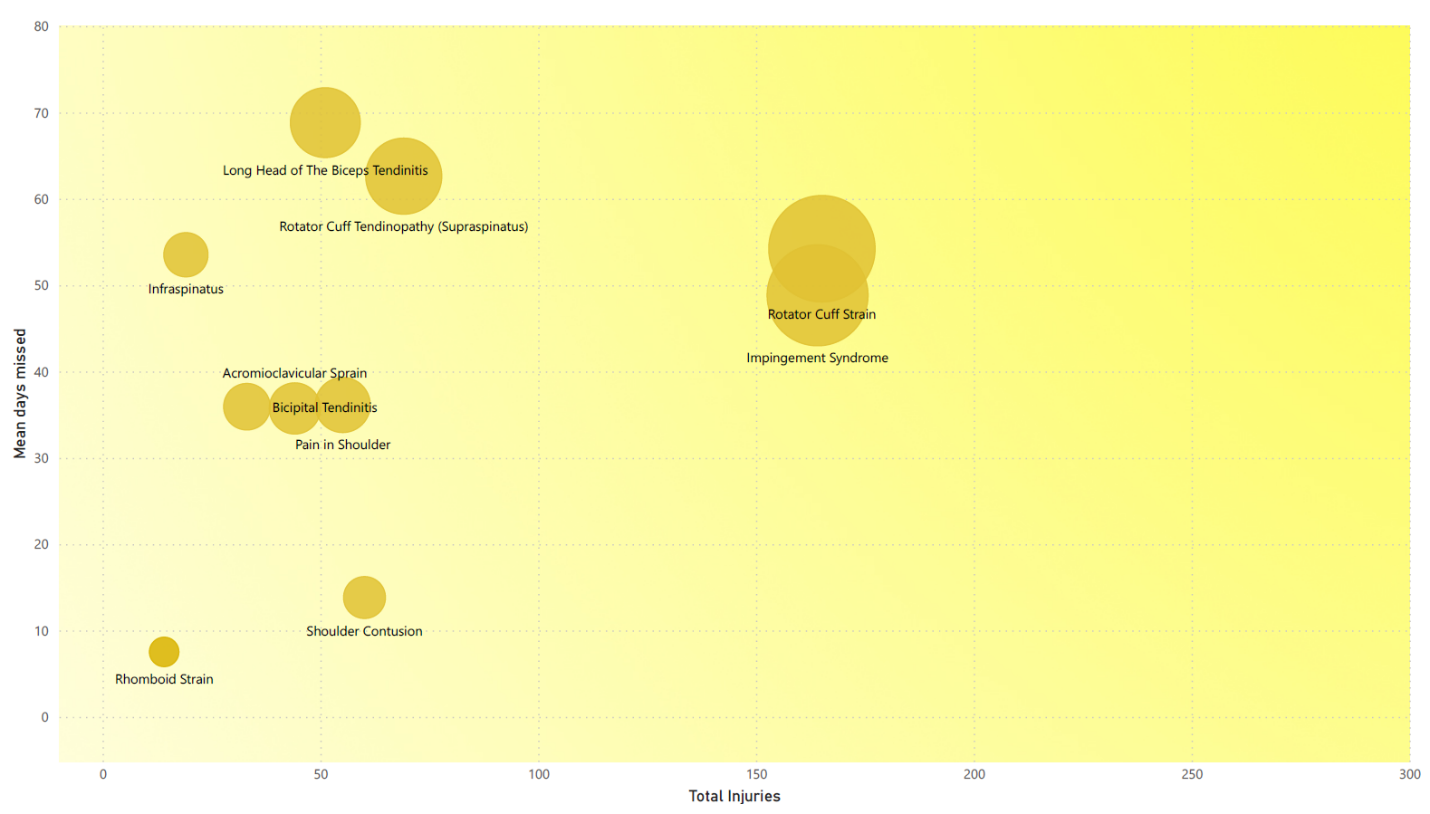 80
70
Long Head of The Biceps Tendinitis
60
Rotator Cuff Tendinopathy (Supraspinatus)
Infraspinatus
50
Rotator Cuff Strain
Impingement Syndrome
Mean days missed
40
Acromioclavicular Sprain
Bicipital Tendinitis
Pain in Shoulder
30
20
10
Shoulder Contusion
Rhomboid Strain
0
0 50 100 150 200 250 300
Total Injuries